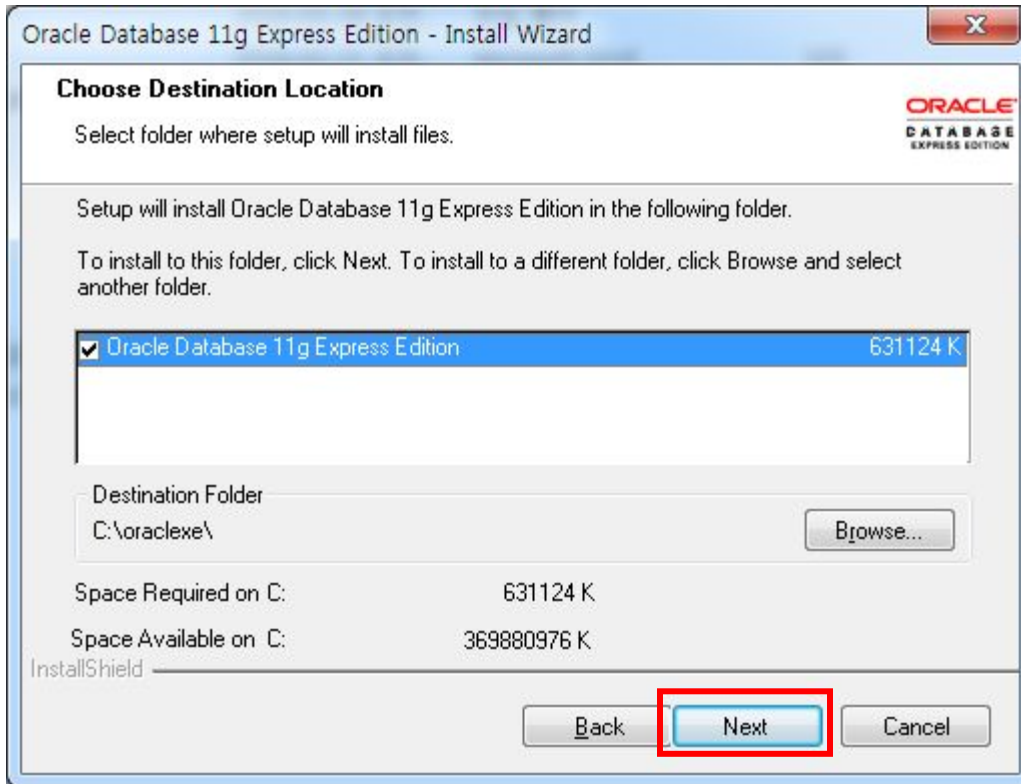 Oracle Database 11g Express Edition - Install Wizard
Choose Destination Location
Select folder where setup will install files.
ORACLE
DATABASE
EXPRESS EDITION
Setup will install Oracle Database 11g Express Edition in the following folder.
To install to this folder, click Next. To install to a different folder, click Browse and select
another folder.
Oracle Database 11g Express Edition 631124 K
Destination Folder
C:\oraclexe\
Browse...
Space Required on C: 631124 K
Space Available on C: 369880976 K
InstallShield
Back Next Cancel